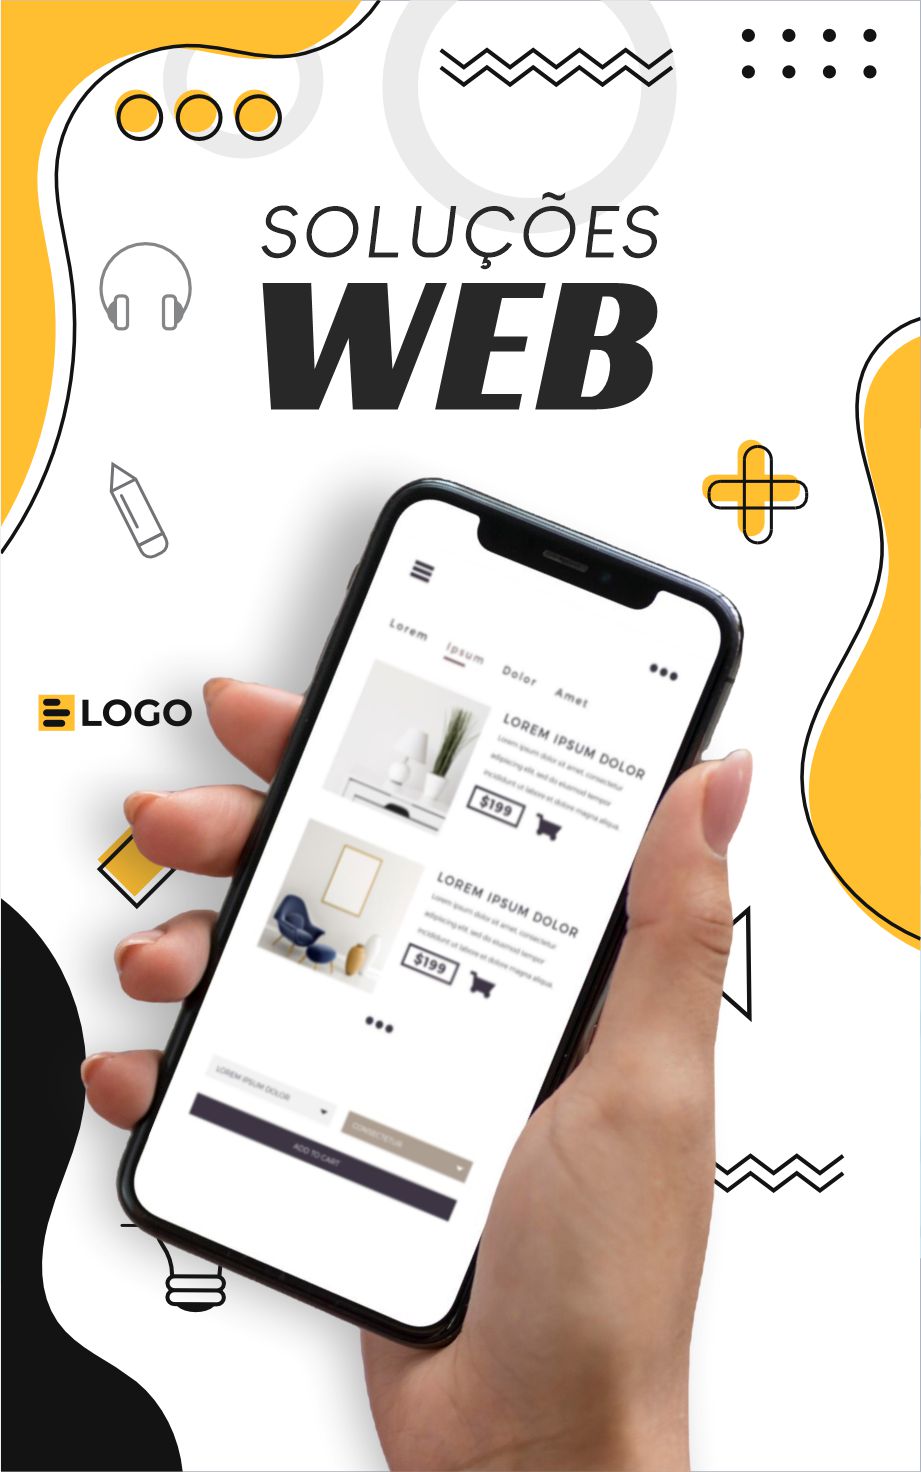 SOLUÇÕES
WEB
LOGO
Lorem Ipsum Dolor Amet
LOREM IPSUM DOLOR
Lorem ipsum dolor sit amet, consectetur
adipiscing elit, sed do eiusmod tempor
incididunt ut labore et dolore magna aliqua.
$199
LOREM IPSUM DOLOR
Lorem ipsum dolor sit amet, consectetur
adipiscing elit, sed do eiusmod tempor
incididunt ut labore et dolore magna aliqua.
$199
LOREM IPSUM DOLOR
CONSECTETUR
ADD TO CART